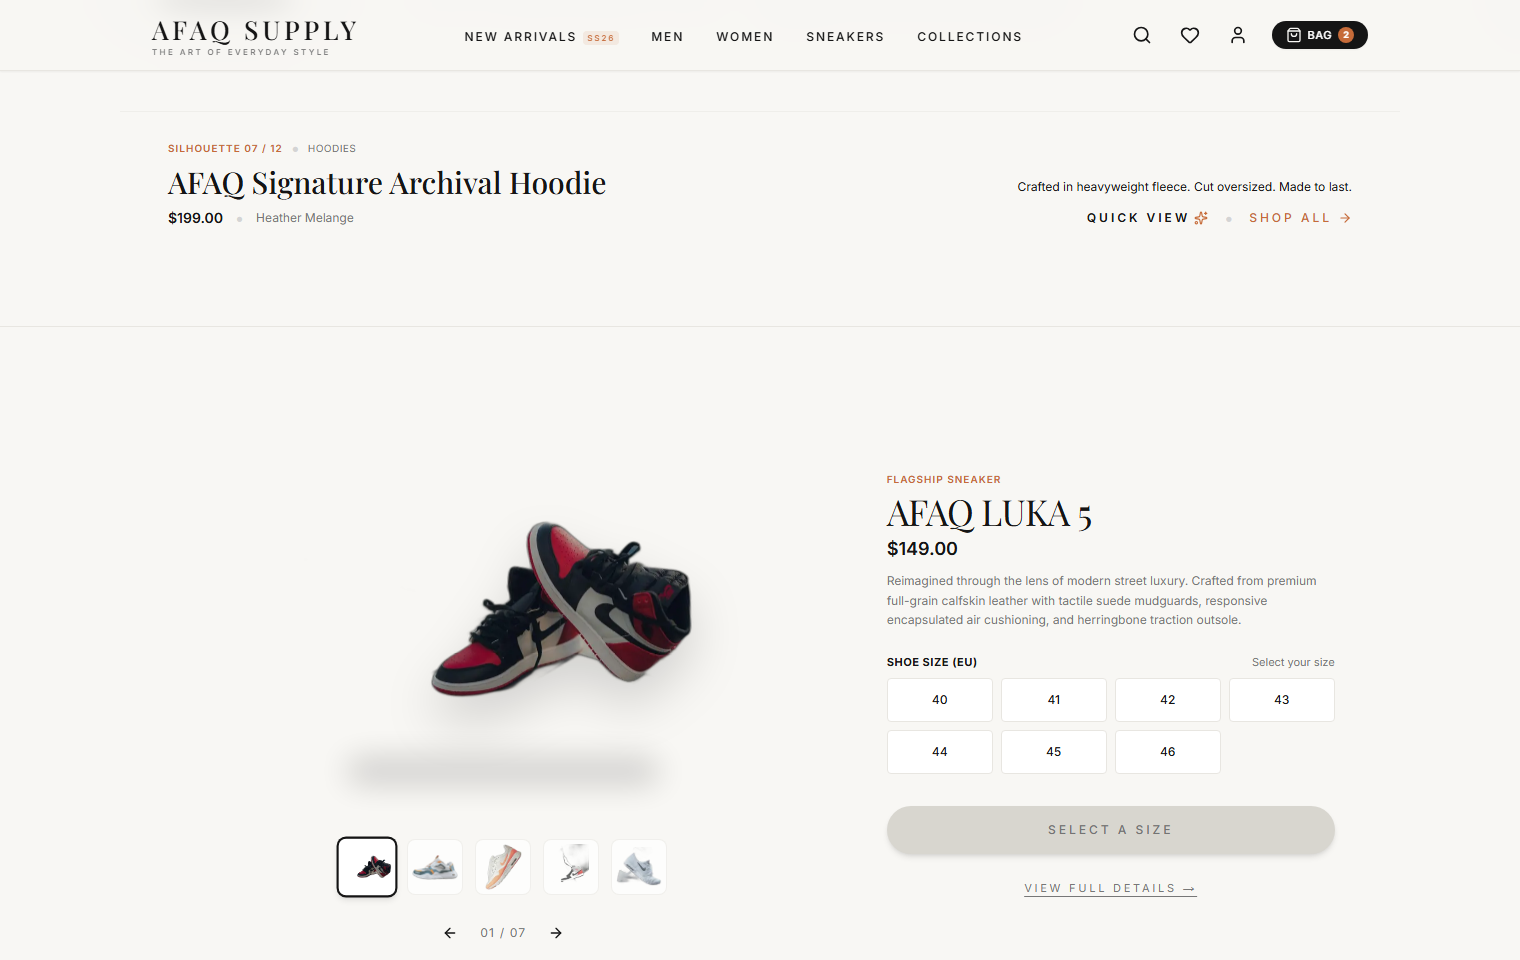 AFAQ SUPPLY
THE ART OF EVERYDAY STYLE
NEW ARRIVALS SS26 MEN WOMEN SNEAKERS COLLECTIONS
BAG 2
SILHOUETTE 07 / 12 HOODIES
AFAQ Signature Archival Hoodie
$199.00 Heather Melange
Crafted in heavyweight fleece. Cut oversized. Made to last.
QUICK VIEW SHOP ALL →
FLAGSHIP SNEAKER
AFAQ LUKA 5
$149.00
Reimagined through the lens of modern street luxury. Crafted from premium
full-grain calfskin leather with tactile suede mudguards, responsive
encapsulated air cushioning, and herringbone traction outsole.
SHOE SIZE (EU) Select your size
40 41 42 43
44 45 46
SELECT A SIZE
VIEW FULL DETAILS →
← 01 / 07 →